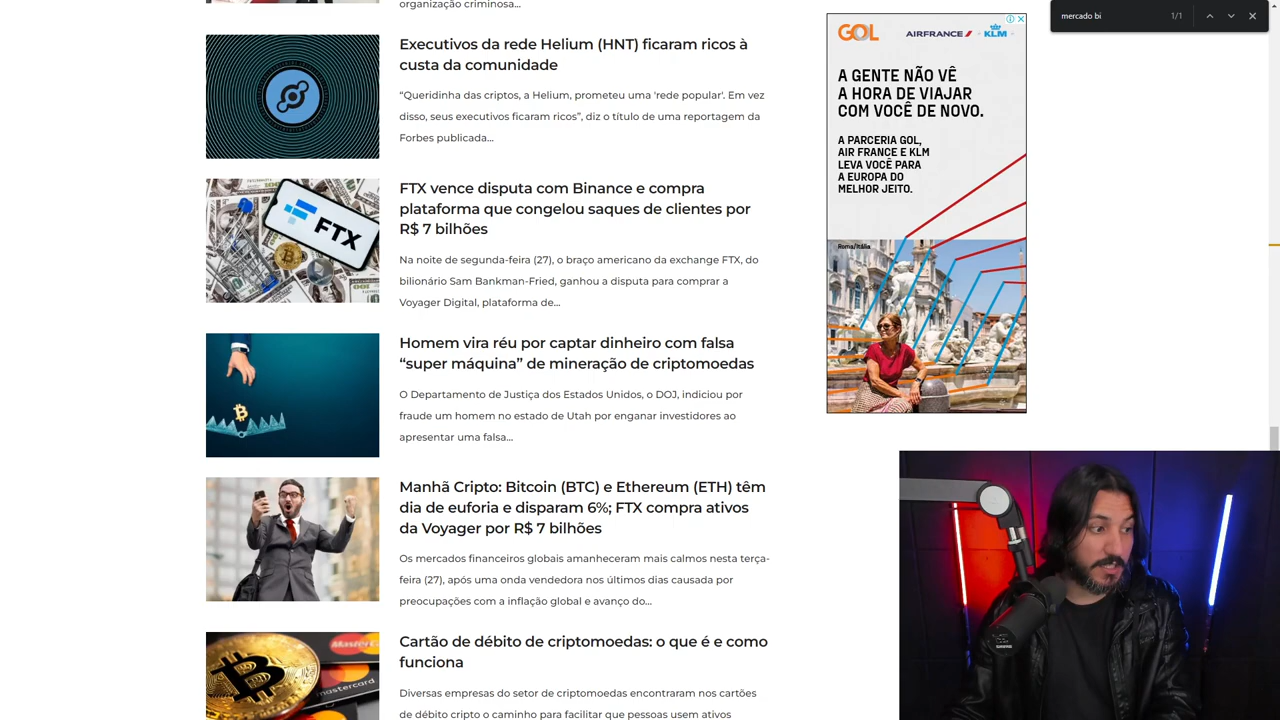 organização criminosa...
mercado bi
1/1
Executivos da rede Helium (HNT) ficaram ricos à
custa da comunidade
“Queridinha das criptos, a Helium, prometeu uma 'rede popular'. Em vez
disso, seus executivos ficaram ricos”, diz o título de uma reportagem da
Forbes publicada...
FTX
FTX vence disputa com Binance e compra
plataforma que congelou saques de clientes por
R$ 7 bilhões
Na noite de segunda-feira (27), o braço americano da exchange FTX, do
bilionário Sam Bankman-Fried, ganhou a disputa para comprar a
Voyager Digital, plataforma de...
Homem vira réu por captar dinheiro com falsa
“super máquina” de mineração de criptomoedas
O Departamento de Justiça dos Estados Unidos, o DOJ, indiciou por
fraude um homem no estado de Utah por enganar investidores ao
apresentar uma falsa...
Manhã Cripto: Bitcoin (BTC) e Ethereum (ETH) têm
dia de euforia e disparam 6%; FTX compra ativos
da Voyager por R$ 7 bilhões
Os mercados financeiros globais amanheceram mais calmos nesta terça-
feira (27), após uma onda vendedora nos últimos dias causada por
preocupações com a inflação global e avanço do...
mastercard
Cartão de débito de criptomoedas: o que é e como
funciona
Diversas empresas do setor de criptomoedas encontraram nos cartões
de débito cripto o caminho para facilitar que pessoas usem ativos
GOL AIRFRANCE KLM
A GENTE NÃO VÊ
A HORA DE VIAJAR
COM VOCÊ DE NOVO.
A PARCERIA GOL,
AIR FRANCE E KLM
LEVA VOCÊ PARA
A EUROPA DO
MELHOR JEITO.
Roma/Itália